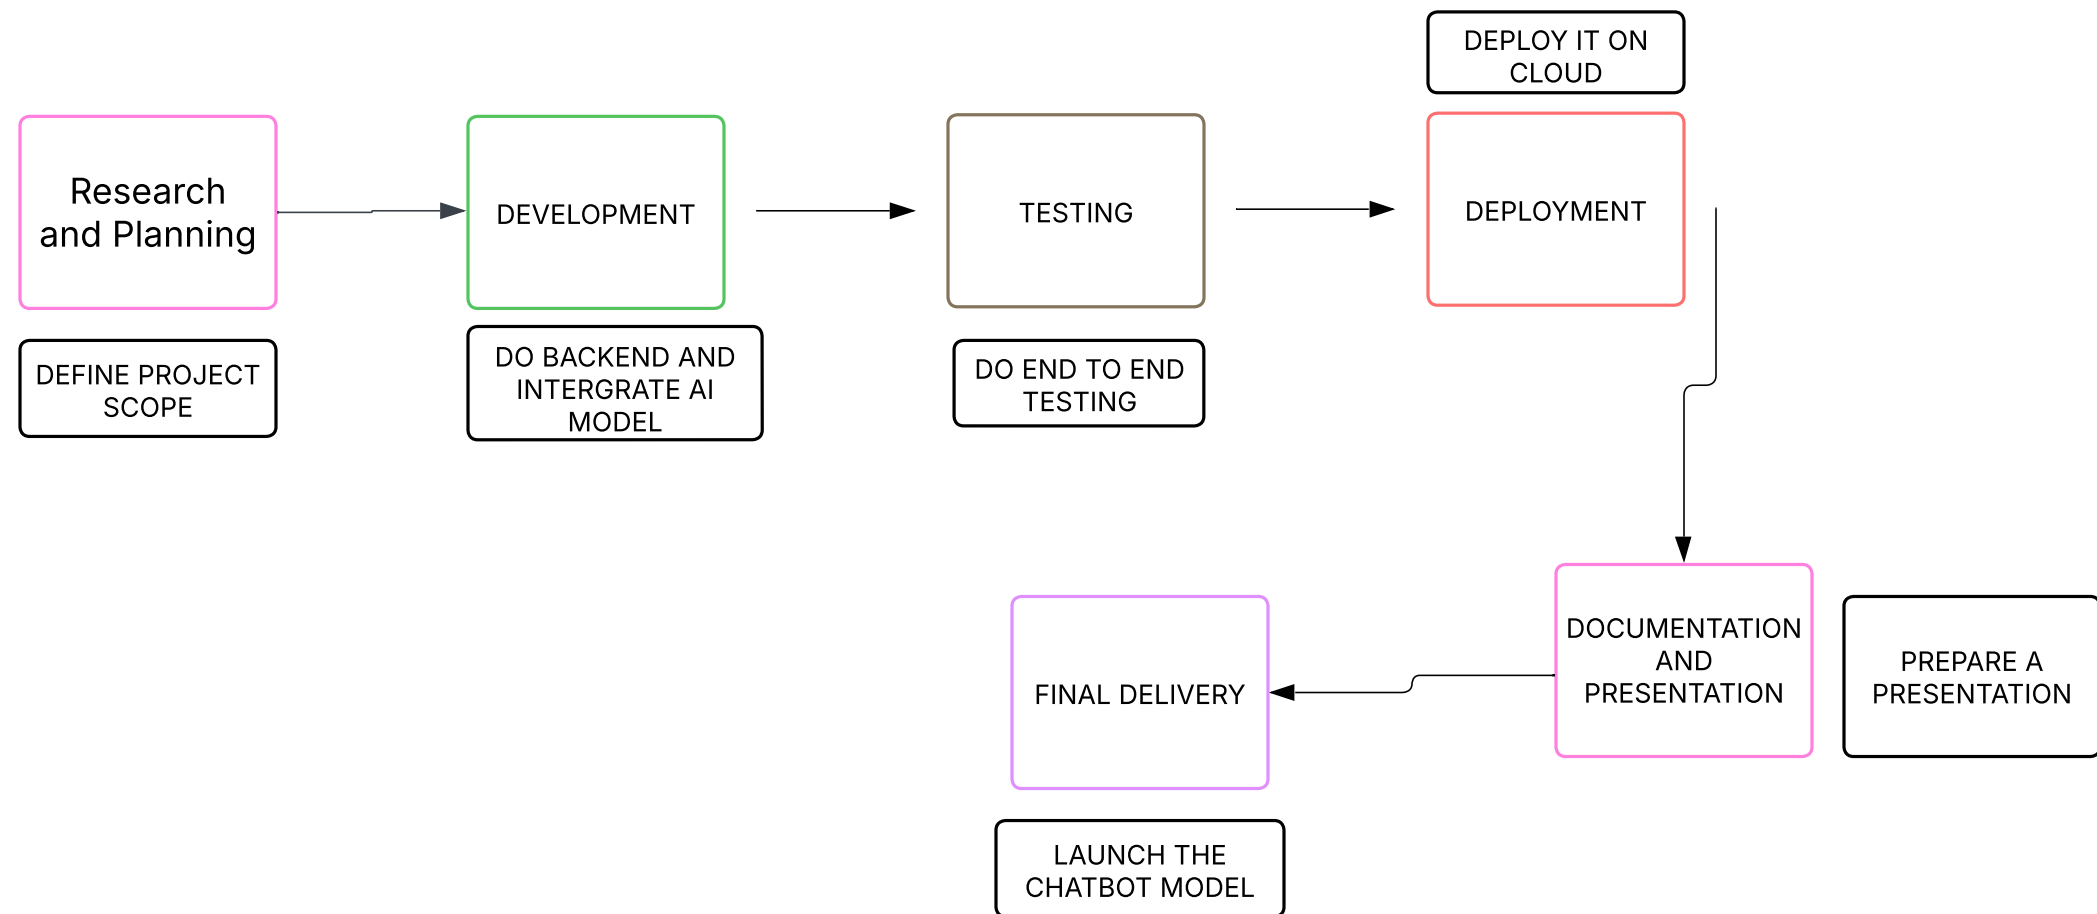 DEPLOY IT ON
CLOUD
Research
and Planning
DEVELOPMENT
TESTING
DEPLOYMENT
DEFINE PROJECT
SCOPE
DO BACKEND AND
INTERGRATE AI
MODEL
DO END TO END
TESTING
FINAL DELIVERY
DOCUMENTATION
AND
PRESENTATION
PREPARE A
PRESENTATION
LAUNCH THE
CHATBOT MODEL